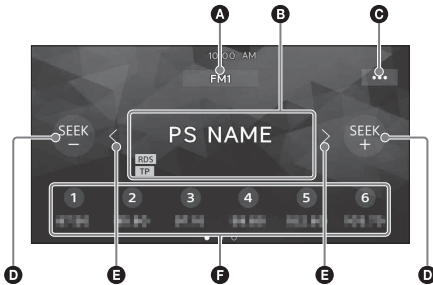 A B C
10:00 AM
FM1
SEEK
−
PS NAME
SEEK
+
RDS
TP
1 2 3 4 5 6
D E F E D